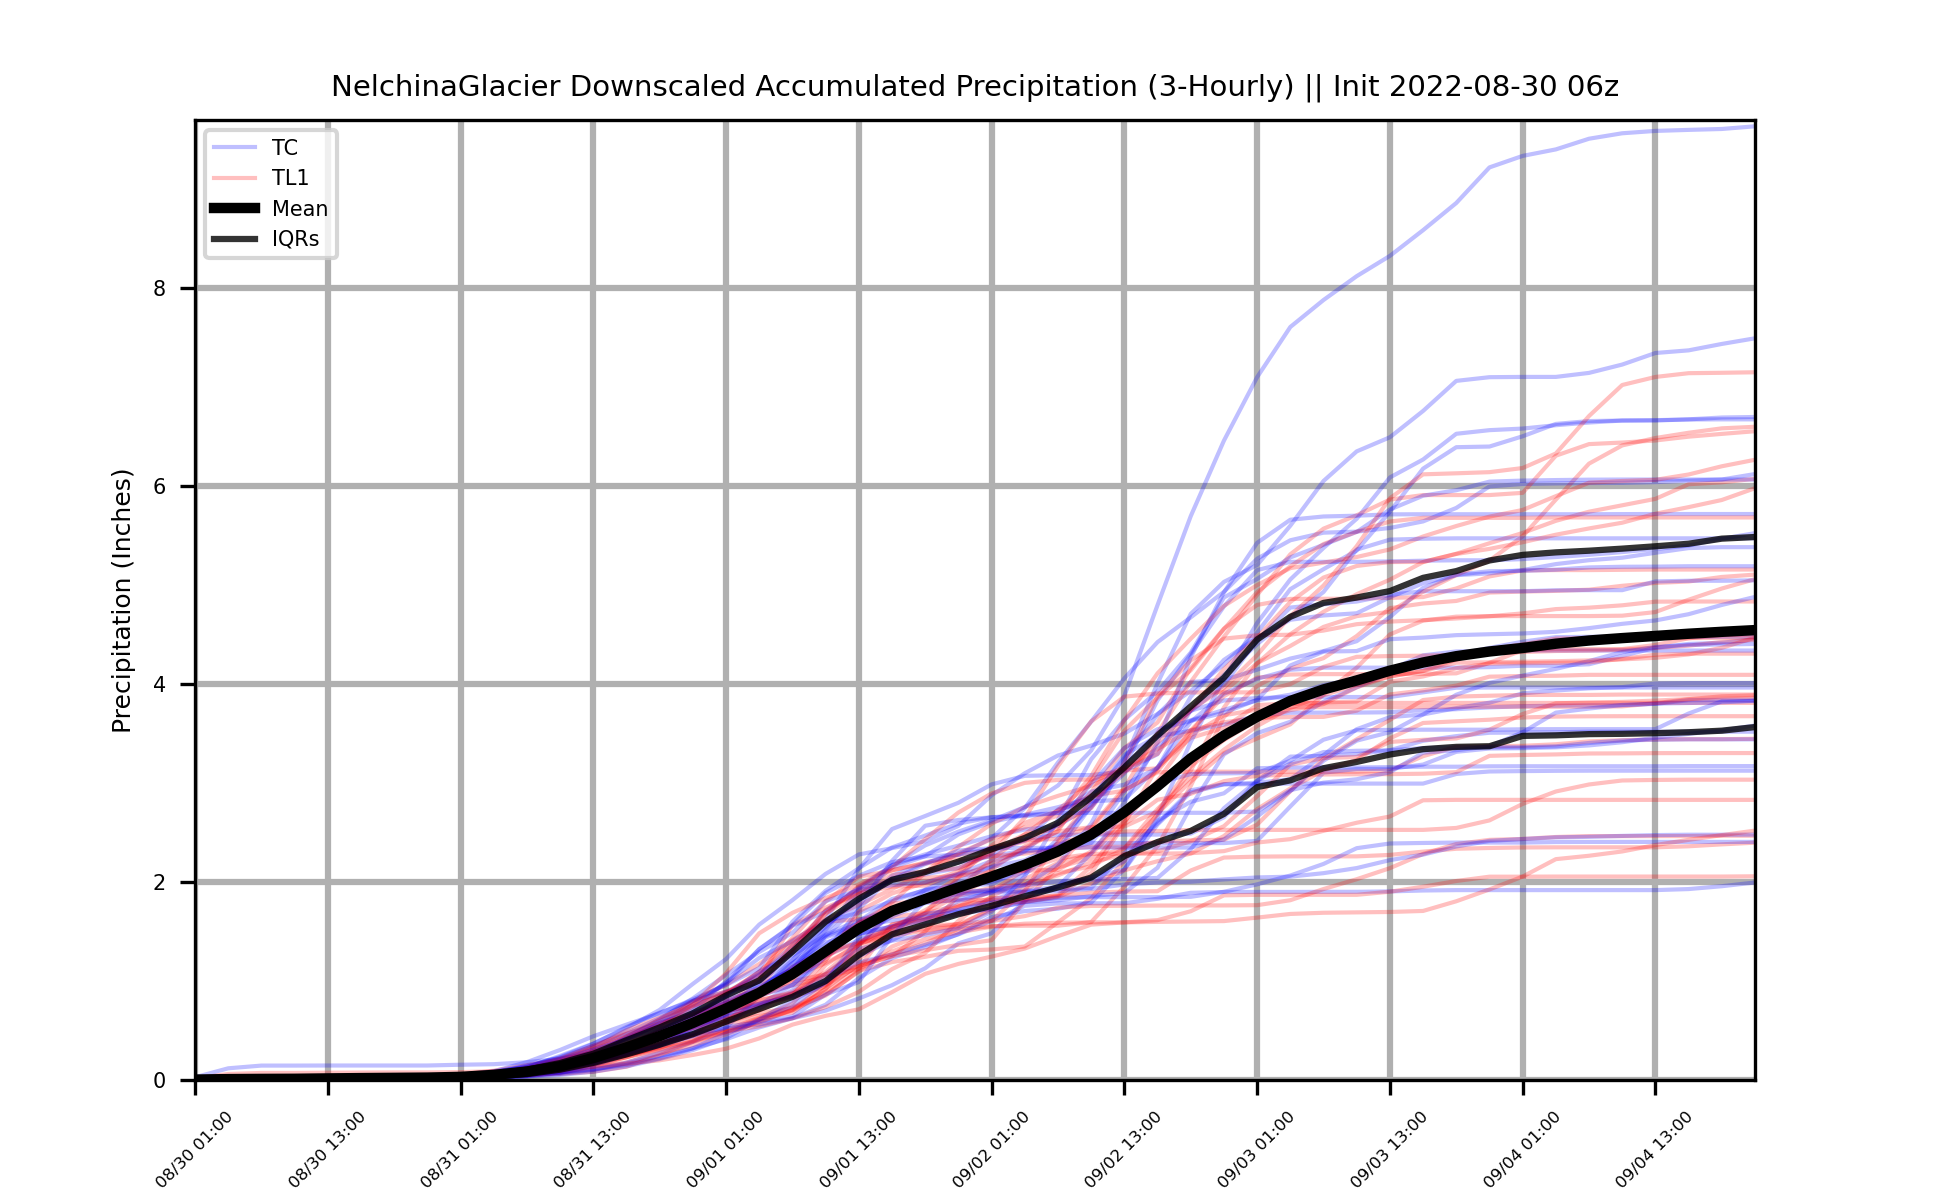 NelchinaGlacier Downscaled Accumulated Precipitation (3-Hourly) || Init 2022-08-30 06z
TC
TL1
Mean
IQRs
Precipitation (Inches)
8
6
4
2
0
08/30 01:00
08/30 13:00
08/31 01:00
08/31 13:00
09/01 01:00
09/01 13:00
09/02 01:00
09/02 13:00
09/03 01:00
09/03 13:00
09/04 01:00
09/04 13:00